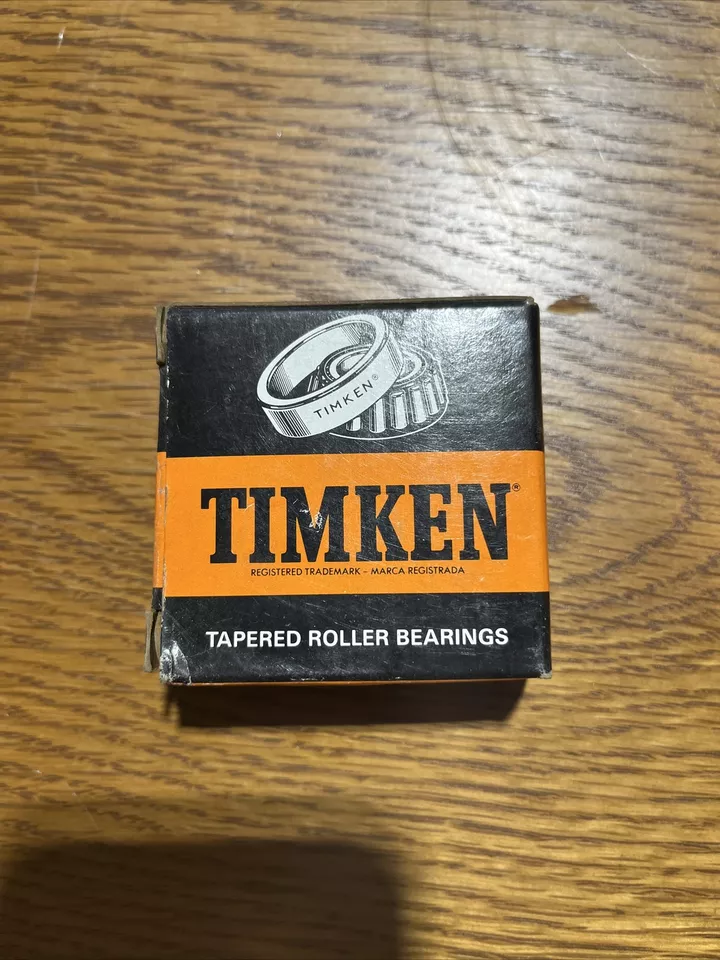 TIMKEN®
TIMKEN®
REGISTERED TRADEMARK - MARCA REGISTRADA
TAPERED ROLLER BEARINGS